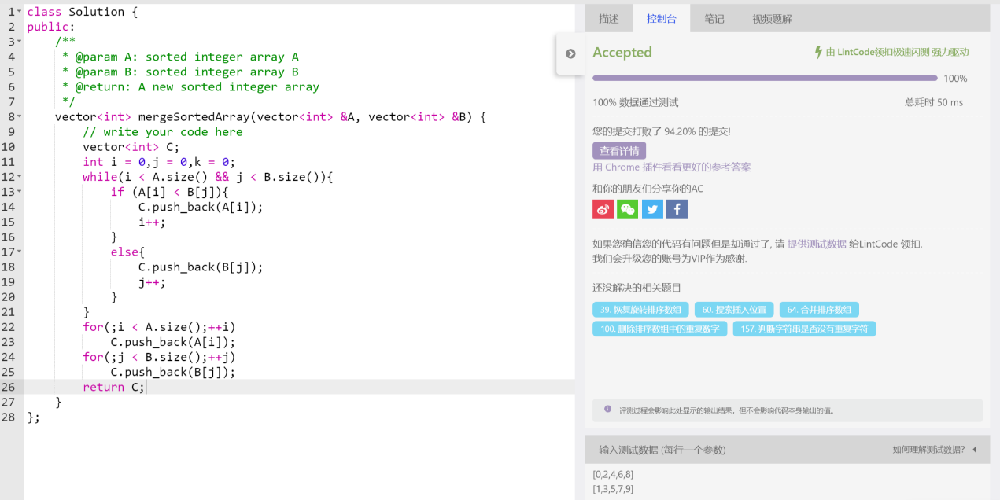 1 class Solution {
2 public:
3     /**
4      * @param A: sorted integer array A
5      * @param B: sorted integer array B
6      * @return: A new sorted integer array
7      */
8     vector<int> mergeSortedArray(vector<int> &A, vector<int> &B) {
9         // write your code here
10         vector<int> C;
11         int i = 0,j = 0,k = 0;
12         while(i < A.size() && j < B.size()){
13             if (A[i] < B[j]){
14                 C.push_back(A[i]);
15                 i++;
16             }
17             else{
18                 C.push_back(B[j]);
19                 j++;
20             }
21         }
22         for(;i < A.size();++i)
23             C.push_back(A[i]);
24         for(;j < B.size();++j)
25             C.push_back(B[j]);
26         return C;
27     }
28 };
描述 控制台 笔记 视频题解
Accepted 由 LintCode领扣极速闪测 强力驱动
100%
100% 数据通过测试 总耗时 50 ms
您的提交打败了 94.20% 的提交!
查看详情
用 Chrome 插件看看更好的参考答案
和你的朋友们分享你的AC
如果您确信您的代码有问题但是却通过了, 请 提供测试数据 给LintCode 领扣.
我们会升级您的账号为VIP作为感谢.
还没解决的相关题目
39. 恢复旋转排序数组 60. 搜索插入位置 64. 合并排序数组
100. 删除排序数组中的重复数字 157. 判断字符串是否没有重复字符
评测过程会影响此处显示的输出结果，但不会影响代码本身输出的值。
输入测试数据 (每行一个参数) 如何理解测试数据?
[0,2,4,6,8]
[1,3,5,7,9]